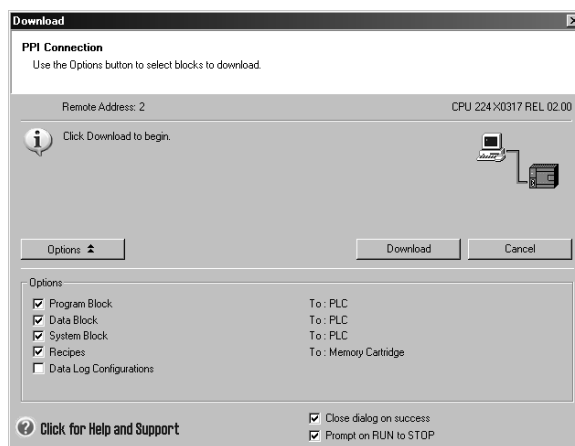 Download
PPI Connection
Use the Options button to select blocks to download.
Remote Address: 2 CPU 224 X0317 REL 02.00
Click Download to begin.
Options Download Cancel
Options
Program Block To : PLC
Data Block To : PLC
System Block To : PLC
Recipes To : Memory Cartridge
Data Log Configurations
Close dialog on success
Click for Help and Support
Prompt on RUN to STOP